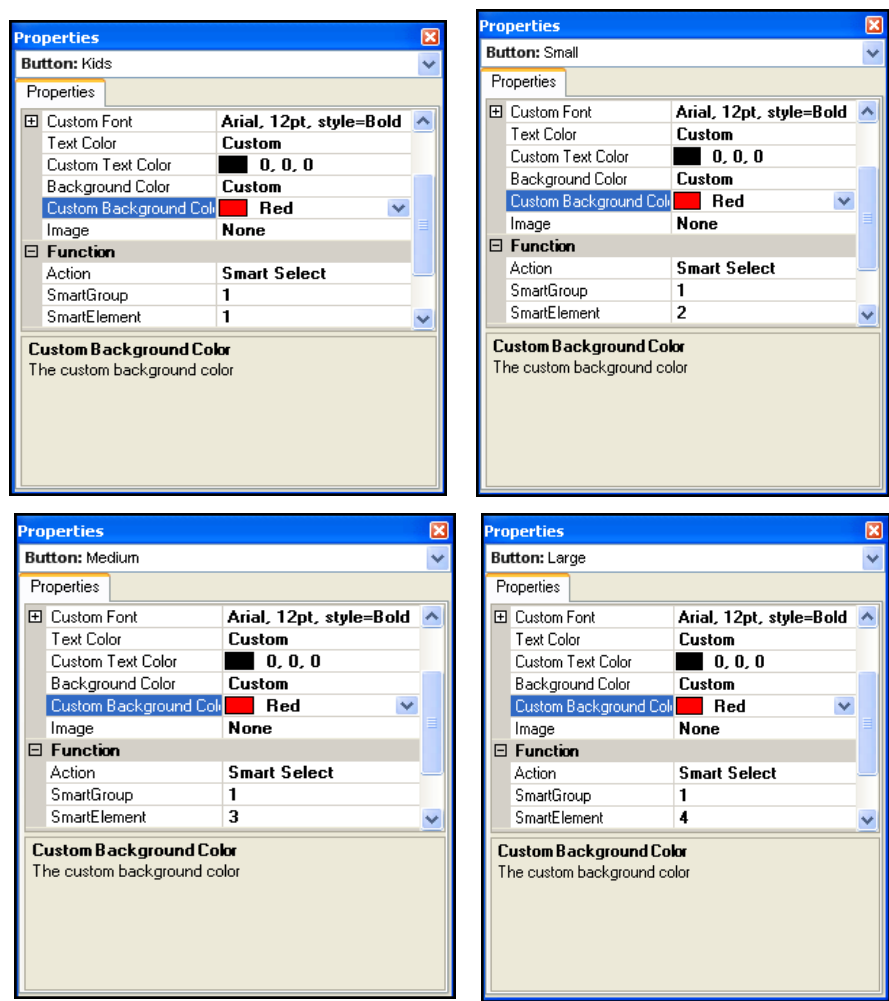 Properties
Button: Kids
Properties
Custom Font Arial, 12pt, style=Bold
Text Color Custom
Custom Text Color 0, 0, 0
Background Color Custom
Custom Background Col Red
Image None
Function
Action Smart Select
SmartGroup 1
SmartElement 1
Custom Background Color
The custom background color
Properties
Button: Small
Properties
Custom Font Arial, 12pt, style=Bold
Text Color Custom
Custom Text Color 0, 0, 0
Background Color Custom
Custom Background Col Red
Image None
Function
Action Smart Select
SmartGroup 1
SmartElement 2
Custom Background Color
The custom background color
Properties
Button: Medium
Properties
Custom Font Arial, 12pt, style=Bold
Text Color Custom
Custom Text Color 0, 0, 0
Background Color Custom
Custom Background Col Red
Image None
Function
Action Smart Select
SmartGroup 1
SmartElement 3
Custom Background Color
The custom background color
Properties
Button: Large
Properties
Custom Font Arial, 12pt, style=Bold
Text Color Custom
Custom Text Color 0, 0, 0
Background Color Custom
Custom Background Col Red
Image None
Function
Action Smart Select
SmartGroup 1
SmartElement 4
Custom Background Color
The custom background color